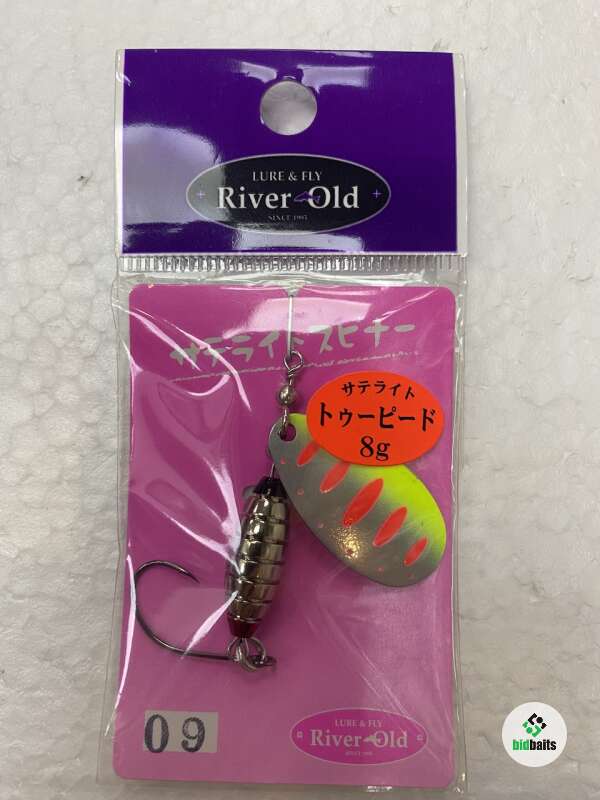 LURE & FLY
River Old
SINCE 1995
サテライトスピナー
サテライト
トゥーピード
8g
09
LURE & FLY
River Old
bidbaits